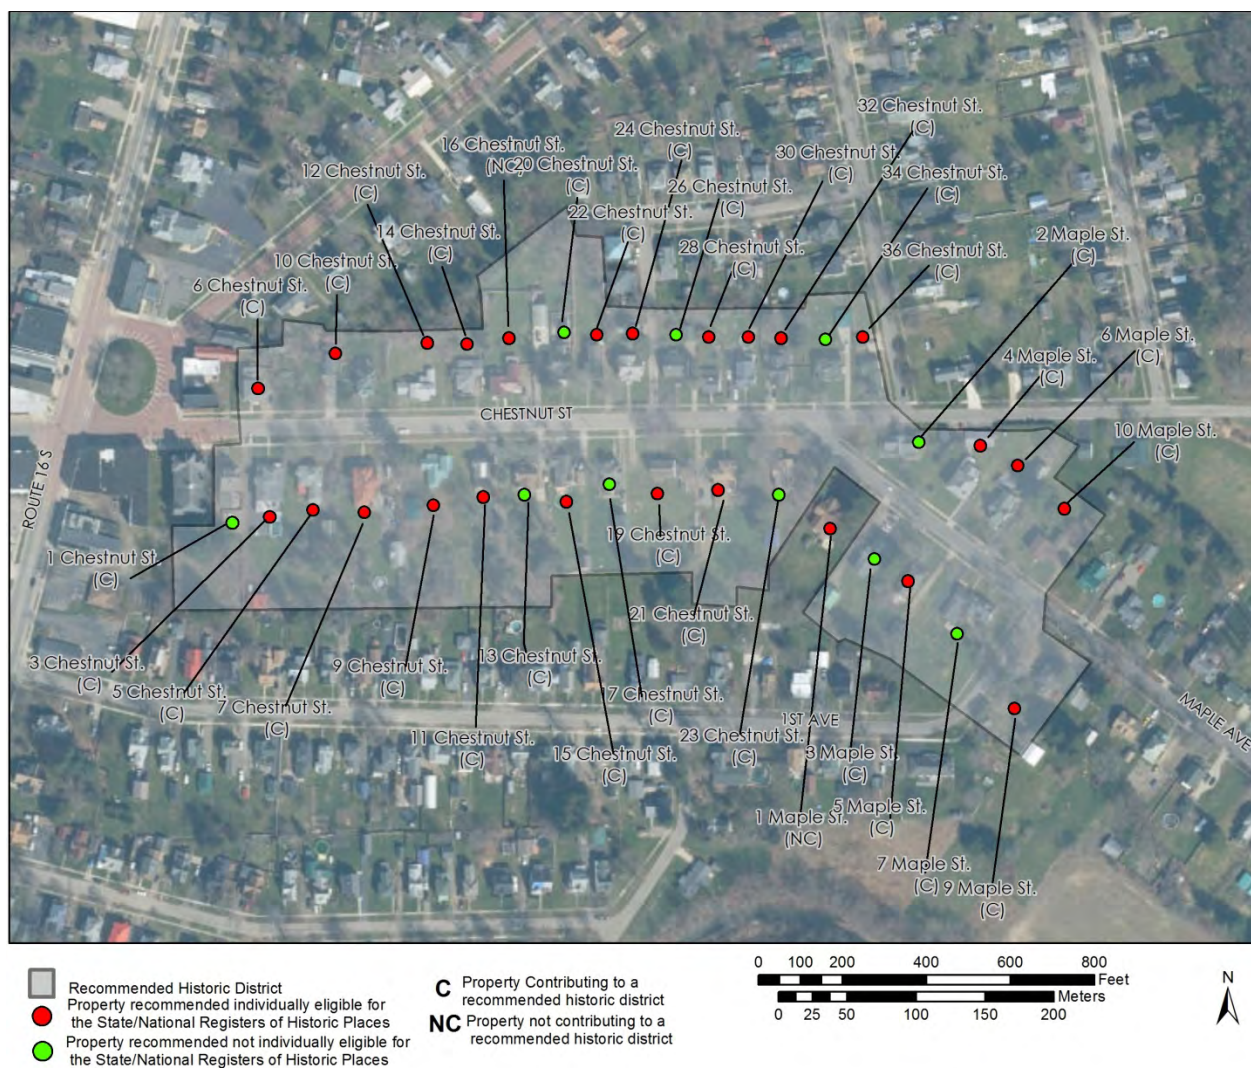 32 Chestnut St.
(C)
24 Chestnut St.
(C)
16 Chestnut St.
(NC)
20 Chestnut St.
(C)
30 Chestnut St.
(C)
12 Chestnut St.
(C)
34 Chestnut St.
(C)
26 Chestnut St.
(C)
22 Chestnut St.
(C)
14 Chestnut St.
(C)
2 Maple St.
(C)
28 Chestnut St.
(C)
36 Chestnut St.
(C)
10 Chestnut St.
(C)
6 Chestnut St.
(C)
6 Maple St.
(C)
4 Maple St.
(C)
CHESTNUT ST
10 Maple St.
(C)
ROUTE 16 S
19 Chestnut St.
(C)
1 Chestnut St.
(C)
21 Chestnut St.
(C)
13 Chestnut St.
(C)
3 Chestnut St.
(C)
9 Chestnut St.
(C)
5 Chestnut St.
(C)
7 Chestnut St.
(C)
7 Chestnut St.
(C)
1ST AVE
MAPLE AVE
11 Chestnut St.
(C)
23 Chestnut St.
(C)
15 Chestnut St.
(C)
3 Maple St.
(C)
5 Maple St.
(C)
1 Maple St.
(NC)
7 Maple St.
(C)
9 Maple St.
(C)
Recommended Historic District
Property recommended individually eligible for
the State/National Registers of Historic Places
Property recommended not individually eligible for
the State/National Registers of Historic Places
C Property Contributing to a
recommended historic district
NC Property not contributing to a
recommended historic district
0 100 200 400 600 800
Feet
Meters
0 25 50 100 150 200
N